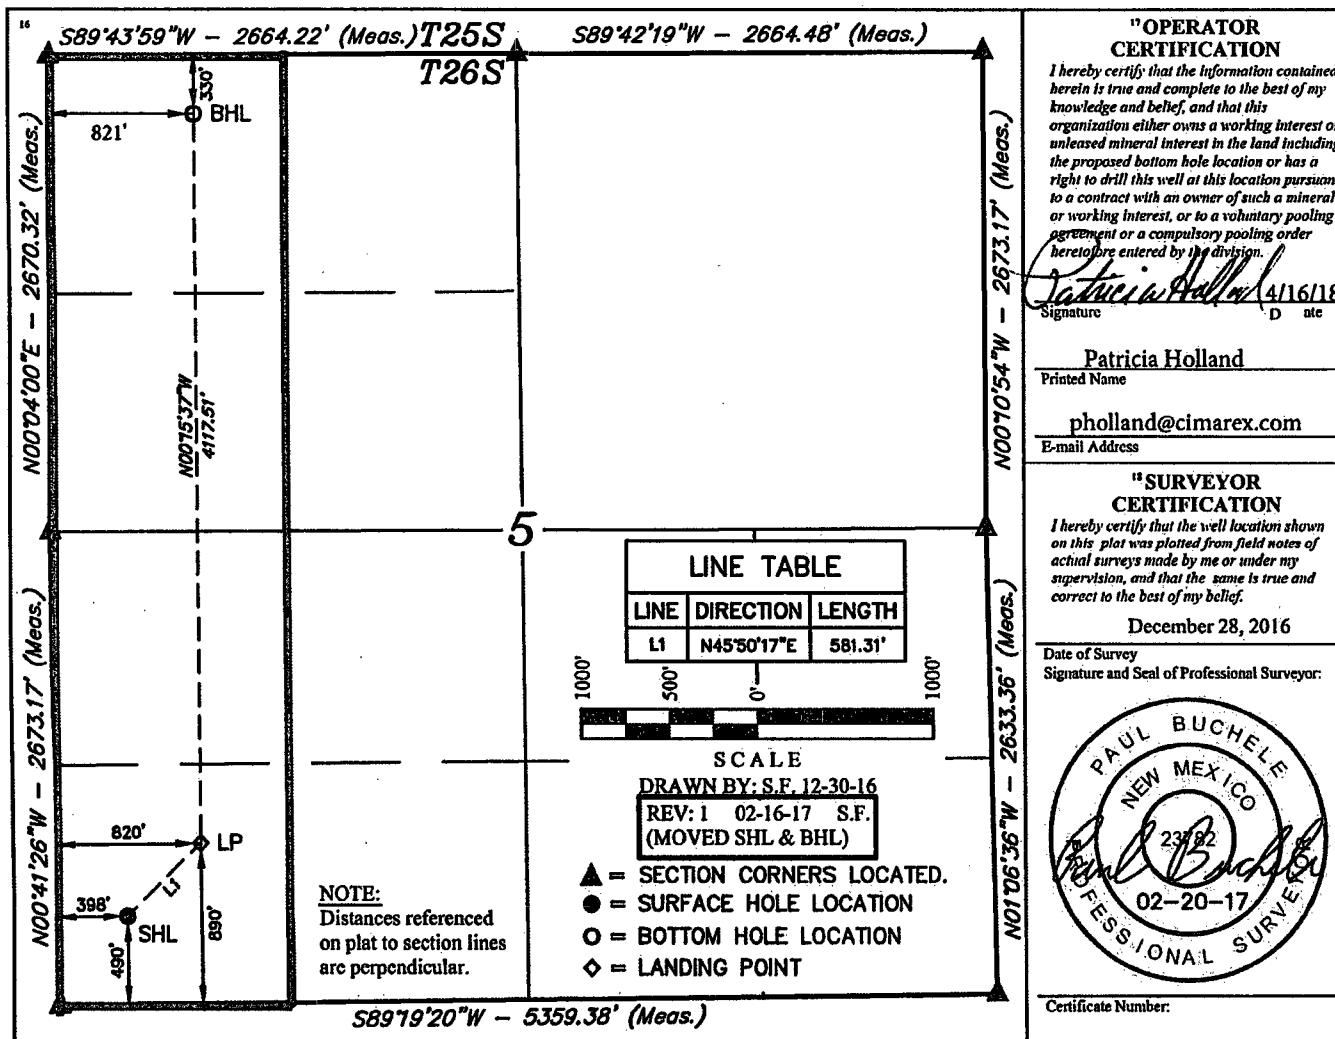 16
S89°43'59"W - 2664.22' (Meas.) T25S
T26S
S89°42'19"W - 2664.48' (Meas.)
330'
BHL
821'
N00°04'00"E - 2670.32' (Meas.)
N00°15'37"W
4117.51'
N00°10'54"W - 2673.17' (Meas.)
5
N00°41'26"W - 2673.17' (Meas.)
820'
LP
L1
398'
SHL
490'
890'
NOTE:
Distances referenced
on plat to section lines
are perpendicular.
LINE TABLE
LINE DIRECTION LENGTH
L1 N45°50'17"E 581.31'
1000' 500' 0' 1000'
SCALE
DRAWN BY: S.F. 12-30-16
REV: 1 02-16-17 S.F.
(MOVED SHL & BHL)
▲ = SECTION CORNERS LOCATED.
● = SURFACE HOLE LOCATION
O = BOTTOM HOLE LOCATION
◇ = LANDING POINT
N01°06'36"W - 2633.36' (Meas.)
S89°19'20"W - 5359.38' (Meas.)
17 OPERATOR
CERTIFICATION
I hereby certify that the information contained
herein is true and complete to the best of my
knowledge and belief, and that this
organization either owns a working interest or
unleased mineral interest in the land including
the proposed bottom hole location or has a
right to drill this well at this location pursuant
to a contract with an owner of such a mineral
or working interest, or to a voluntary pooling
agreement or a compulsory pooling order
heretofore entered by the division.
Patricia Holland 4/16/18
Signature D ate
Patricia Holland
Printed Name
pholland@cimarex.com
E-mail Address
18 SURVEYOR
CERTIFICATION
I hereby certify that the well location shown
on this plat was plotted from field notes of
actual surveys made by me or under my
supervision, and that the same is true and
correct to the best of my belief.
December 28, 2016
Date of Survey
Signature and Seal of Professional Surveyor:
PAUL BUCHELE
NEW MEXICO
23782
Paul Buchele
02-20-17
PROFESSIONAL SURVEYOR
Certificate Number: